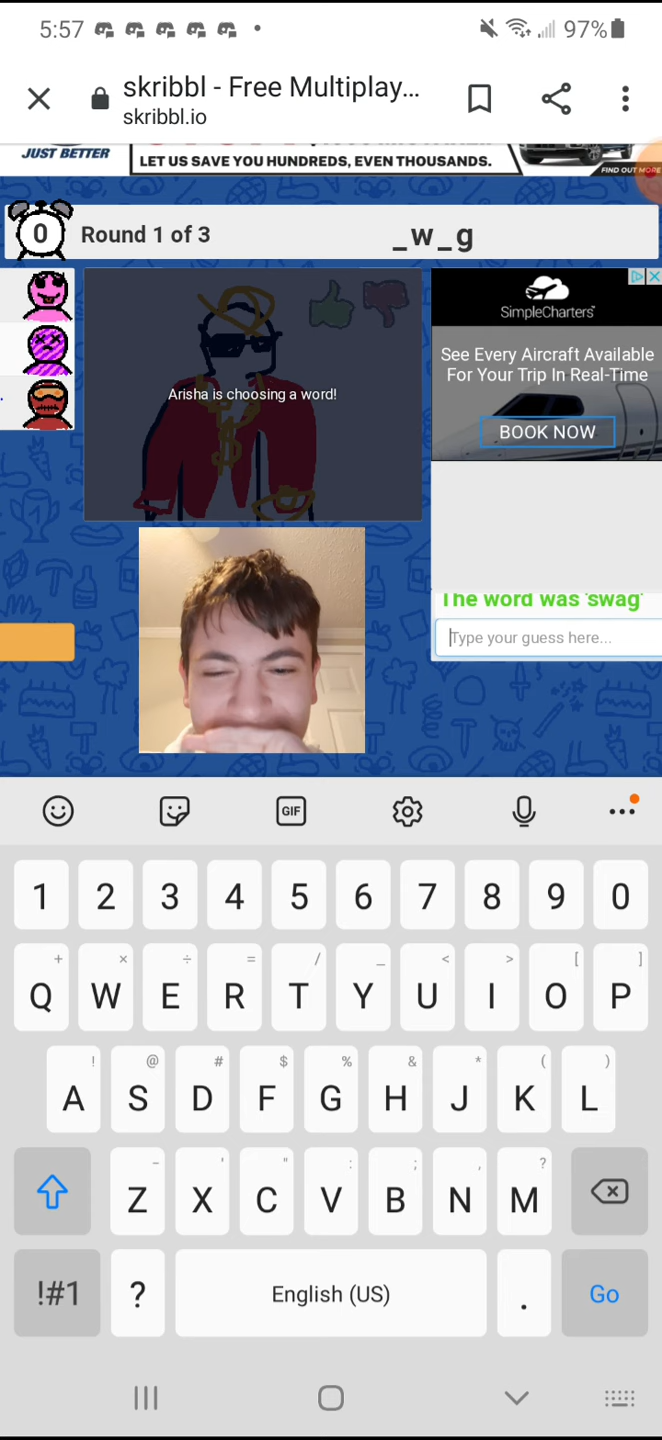 5:57 97%
skribbl - Free Multiplay...
skribbl.io
JUST BETTER
LET US SAVE YOU HUNDREDS, EVEN THOUSANDS.
FIND OUT MORE
0 Round 1 of 3 _w_g
Arisha is choosing a word!
SimpleCharters
See Every Aircraft Available
For Your Trip In Real-Time
BOOK NOW
The word was 'swag'
Type your guess here...
GIF
1 2 3 4 5 6 7 8 9 0
+ × ÷ = / _ < > [ ]
Q W E R T Y U I O P
! @ # $ % & * ( )
A S D F G H J K L
- ' " : ; , ?
Z X C V B N M
!#1 ? English (US) . Go